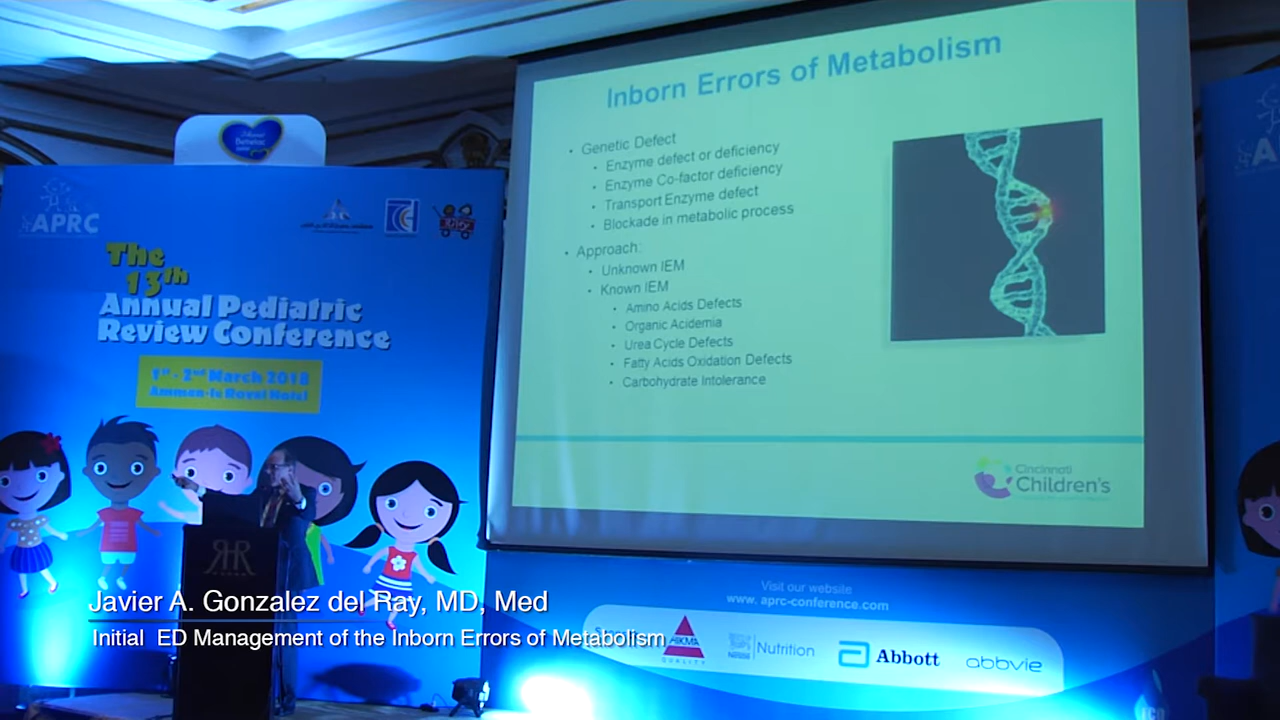 Inborn Errors of Metabolism
• Genetic Defect
• Enzyme defect or deficiency
• Enzyme Co-factor deficiency
• Transport Enzyme defect
• Blockade in metabolic process
• Approach:
• Unknown IEM
• Known IEM
• Amino Acids Defects
• Organic Acidemia
• Urea Cycle Defects
• Fatty Acids Oxidation Defects
• Carbohydrate Intolerance
Cincinnati
Children's
APRC
The
13th
Annual Pediatric
Review Conference
1st - 2nd March 2018
Amman-Le Royal Hotel
RHR
Javier A. Gonzalez del Ray, MD, Med
Initial ED Management of the Inborn Errors of Metabolism
Visit our website
www. aprc-conference.com
HIKMA
QUALITY
Nestlé
Nutrition
Abbott
abbvie